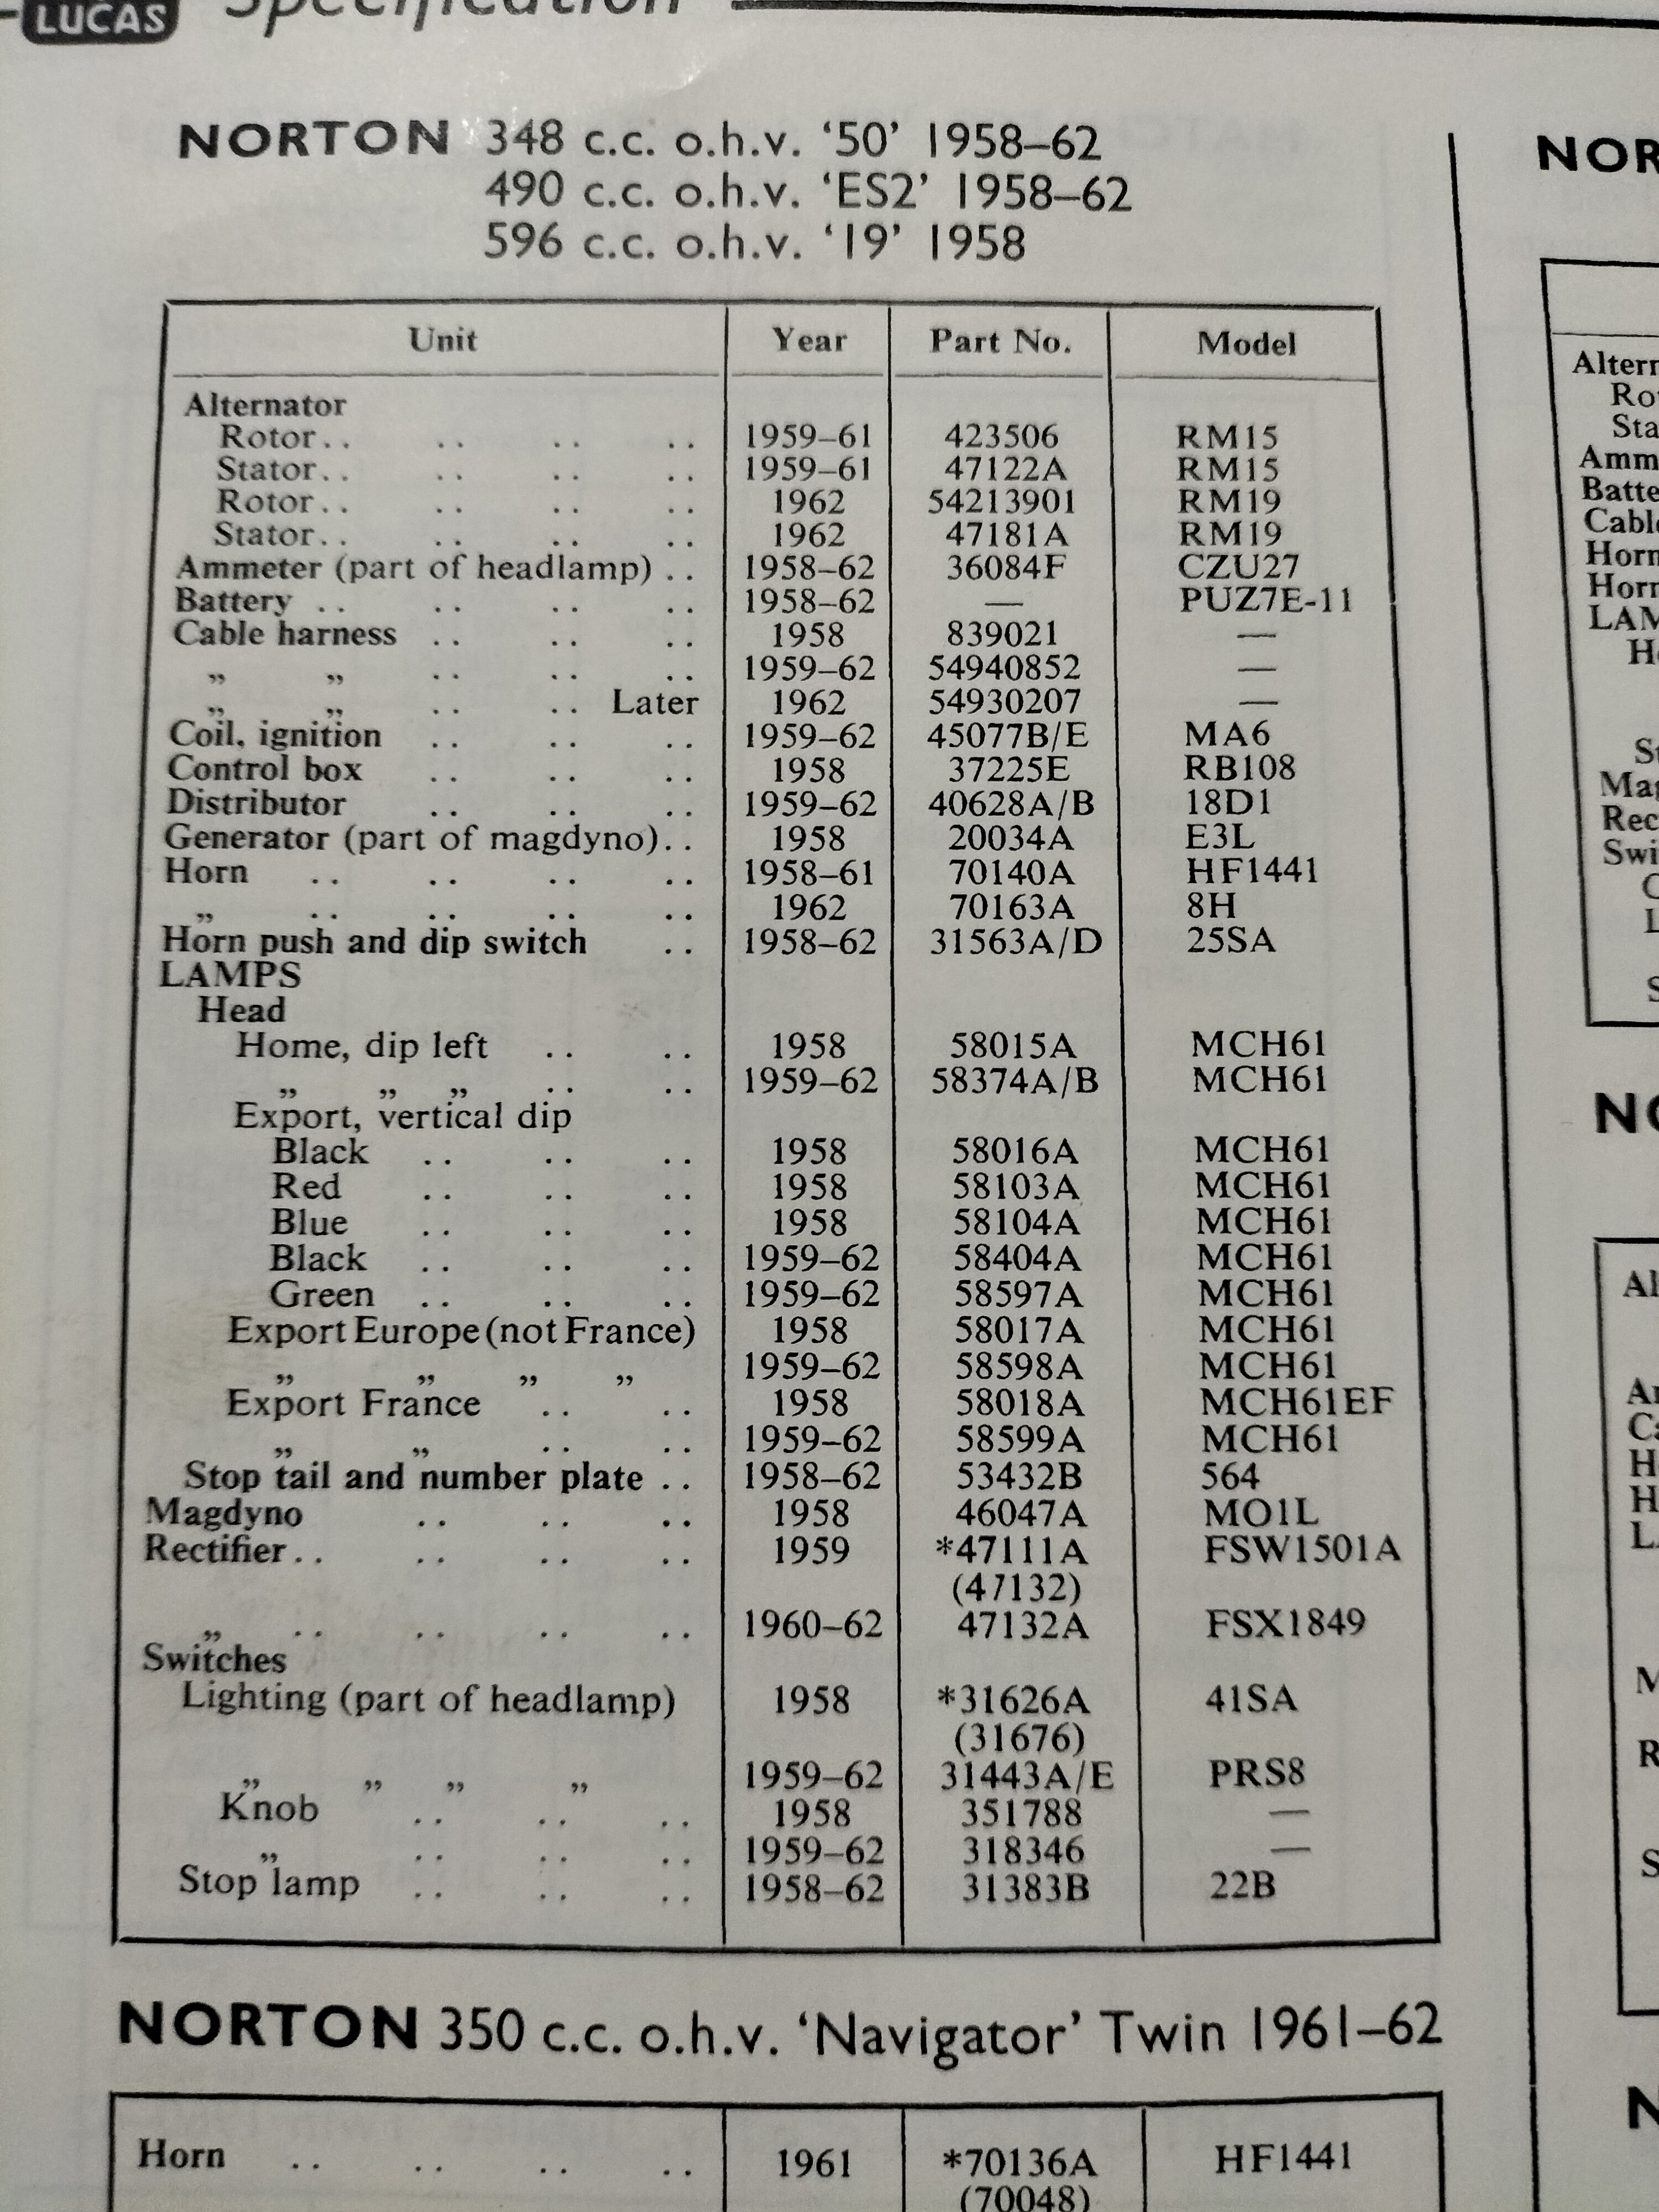 LUCAS Specification
NORTON 348 c.c. o.h.v. ‘50’ 1958–62
490 c.c. o.h.v. ‘ES2’ 1958–62
596 c.c. o.h.v. ‘19’ 1958
Unit Year Part No. Model
Alternator
Rotor.. .. .. .. 1959–61 423506 RM15
Stator.. .. .. .. 1959–61 47122A RM15
Rotor.. .. .. .. 1962 54213901 RM19
Stator.. .. .. .. 1962 47181A RM19
Ammeter (part of headlamp) .. 1958–62 36084F CZU27
Battery .. .. .. .. 1958–62 — PUZ7E-11
Cable harness .. .. .. 1958 839021 —
„ „ .. .. .. 1959–62 54940852 —
„ „ .. .. Later 1962 54930207 —
Coil, ignition .. .. .. 1959–62 45077B/E MA6
Control box .. .. .. 1958 37225E RB108
Distributor .. .. .. 1959–62 40628A/B 18D1
Generator (part of magdyno).. 1958 20034A E3L
Horn .. .. .. .. 1958–61 70140A HF1441
„ .. .. .. .. 1962 70163A 8H
Horn push and dip switch .. 1958–62 31563A/D 25SA
LAMPS
Head
Home, dip left .. .. 1958 58015A MCH61
„ „ „ .. .. 1959–62 58374A/B MCH61
Export, vertical dip
Black .. .. .. 1958 58016A MCH61
Red .. .. .. 1958 58103A MCH61
Blue .. .. .. 1958 58104A MCH61
Black .. .. .. 1959–62 58404A MCH61
Green .. .. .. 1959–62 58597A MCH61
Export Europe (not France) 1958 58017A MCH61
„ „ „ „ 1959–62 58598A MCH61
Export France .. .. 1958 58018A MCH61EF
„ „ .. .. 1959–62 58599A MCH61
Stop tail and number plate .. 1958–62 53432B 564
Magdyno .. .. .. 1958 46047A MO1L
Rectifier.. .. .. .. 1959 *47111A FSW1501A
(47132)
„ .. .. .. .. 1960–62 47132A FSX1849
Switches
Lighting (part of headlamp) 1958 *31626A 41SA
(31676)
„ „ „ „ 1959–62 31443A/E PRS8
Knob .. .. .. 1958 351788 —
„ .. .. .. 1959–62 318346 —
Stop lamp .. .. .. 1958–62 31383B 22B
NORTON 350 c.c. o.h.v. ‘Navigator’ Twin 1961–62
Horn .. .. .. .. 1961 *70136A HF1441
(70048)